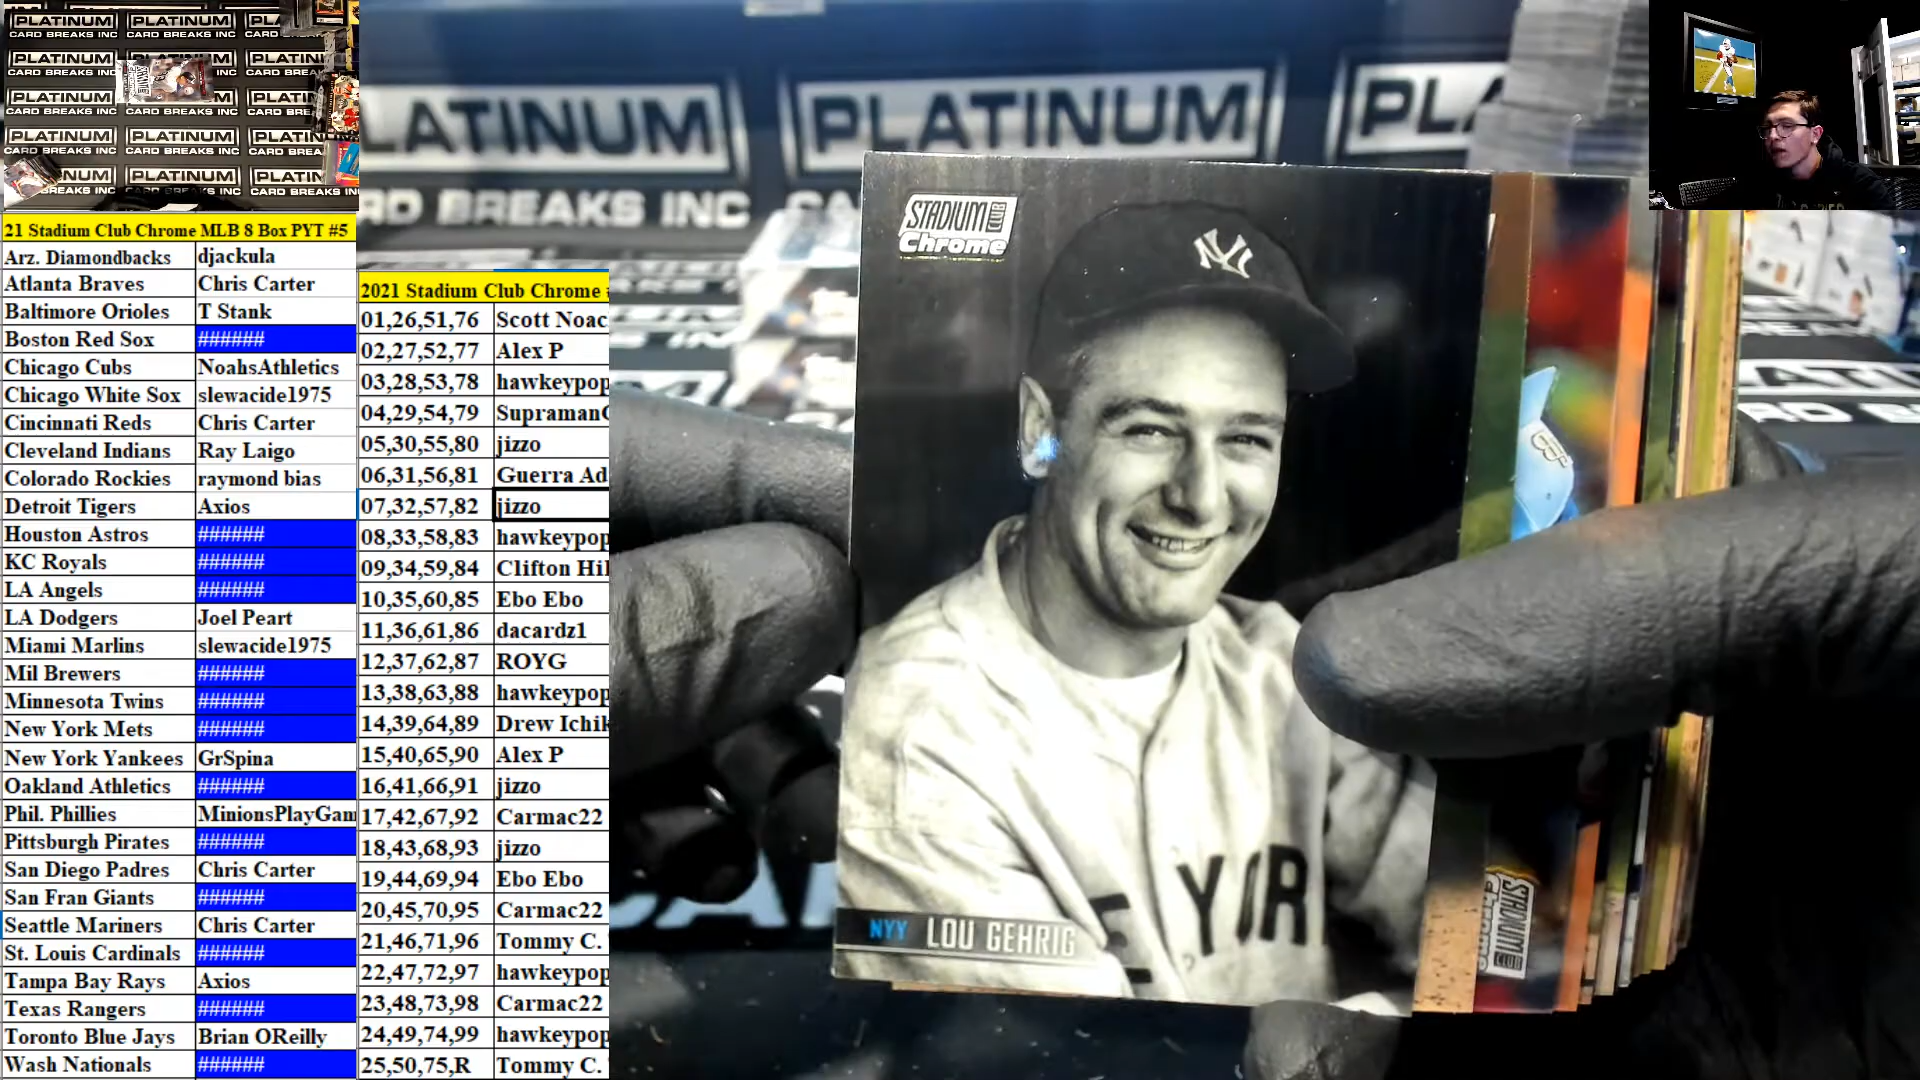 21 Stadium Club Chrome MLB 8 Box PYT #5
Arz. Diamondbacks djackula
Atlanta Braves Chris Carter
Baltimore Orioles T Stank
Boston Red Sox ######
Chicago Cubs NoahsAthletics
Chicago White Sox slewacide1975
Cincinnati Reds Chris Carter
Cleveland Indians Ray Laigo
Colorado Rockies raymond bias
Detroit Tigers Axios
Houston Astros ######
KC Royals ######
LA Angels ######
LA Dodgers Joel Peart
Miami Marlins slewacide1975
Mil Brewers ######
Minnesota Twins ######
New York Mets ######
New York Yankees GrSpina
Oakland Athletics ######
Phil. Phillies MinionsPlayGam
Pittsburgh Pirates ######
San Diego Padres Chris Carter
San Fran Giants ######
Seattle Mariners Chris Carter
St. Louis Cardinals ######
Tampa Bay Rays Axios
Texas Rangers ######
Toronto Blue Jays Brian OReilly
Wash Nationals ######
2021 Stadium Club Chrome #
01,26,51,76 Scott Noac
02,27,52,77 Alex P
03,28,53,78 hawkeypop
04,29,54,79 Supraman
05,30,55,80 jizzo
06,31,56,81 Guerra Ad
07,32,57,82 jizzo
08,33,58,83 hawkeypop
09,34,59,84 Clifton Hil
10,35,60,85 Ebo Ebo
11,36,61,86 dacardz1
12,37,62,87 ROYG
13,38,63,88 hawkeypop
14,39,64,89 Drew Ichik
15,40,65,90 Alex P
16,41,66,91 jizzo
17,42,67,92 Carmac22
18,43,68,93 jizzo
19,44,69,94 Ebo Ebo
20,45,70,95 Carmac22
21,46,71,96 Tommy C.
22,47,72,97 hawkeypop
23,48,73,98 Carmac22
24,49,74,99 hawkeypop
25,50,75,R Tommy C.
PLATINUM PLATINUM PLA
CARD BREAKS INC CARD BREAKS INC
LATINUM PLATINUM PL
RD BREAKS INC CA
STADIUM CLUB
Chrome
NY
YOR
NYY LOU GEHRIG
STADIUM CLUB